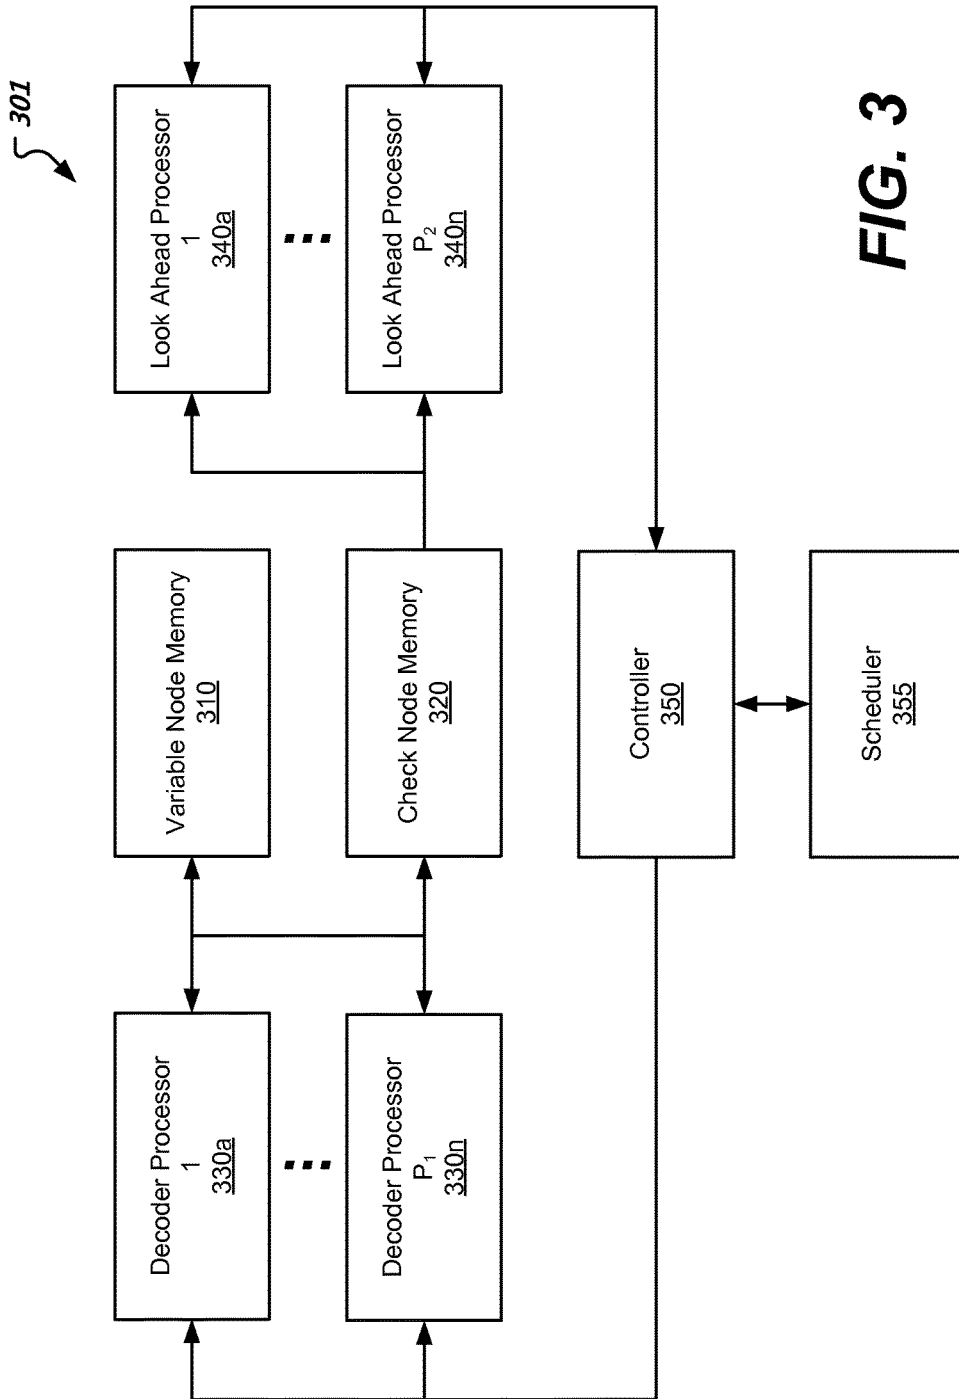 301
Decoder Processor
1
330a
Variable Node Memory
310
Look Ahead Processor
1
340a
Decoder Processor
P₁
330n
Check Node Memory
320
Look Ahead Processor
P₂
340n
Controller
350
Scheduler
355
FIG. 3